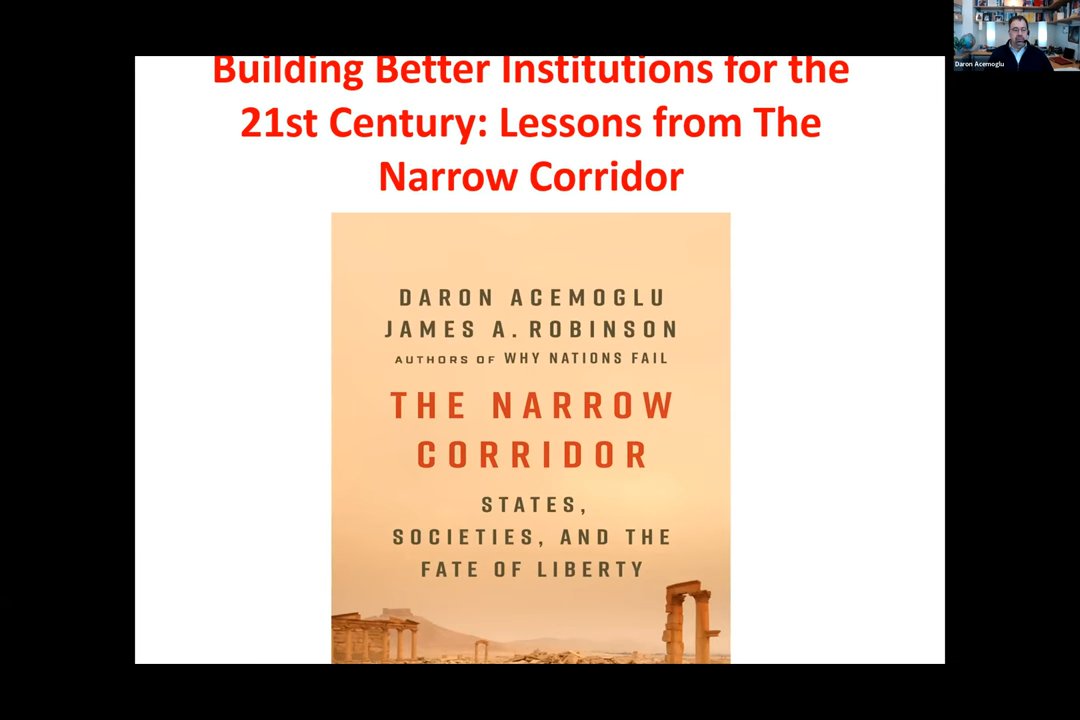 Building Better Institutions for the
21st Century: Lessons from The
Narrow Corridor
DARON ACEMOGLU
JAMES A. ROBINSON
AUTHORS OF WHY NATIONS FAIL
THE NARROW
CORRIDOR
STATES,
SOCIETIES, AND THE
FATE OF LIBERTY
Daron Acemoglu